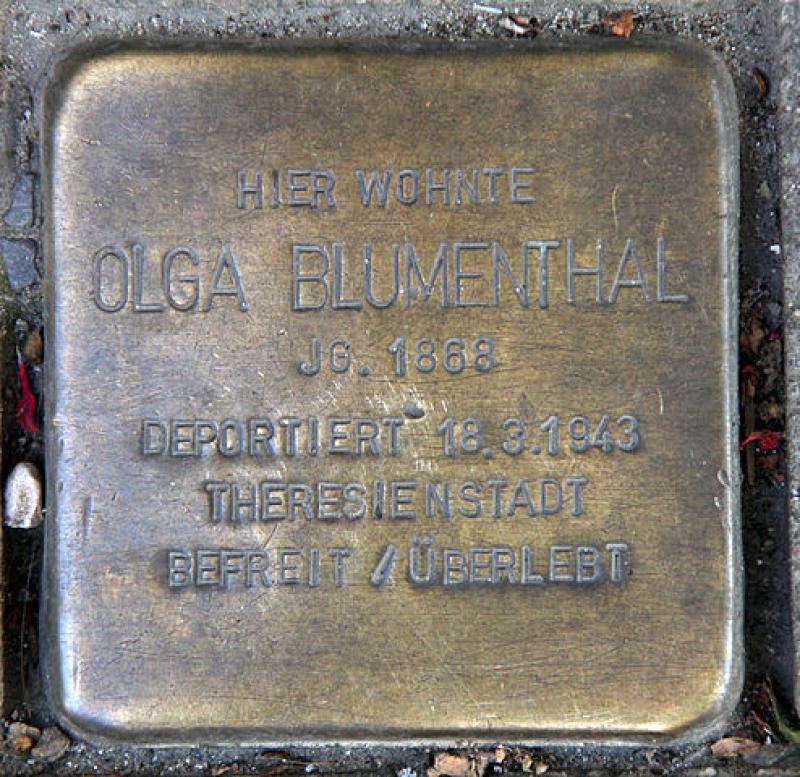 HIER WOHNTE
OLGA BLUMENTHAL
JG. 1868
DEPORTIERT 18.3.1943
THERESIENSTADT
BEFREIT / ÜBERLEBT